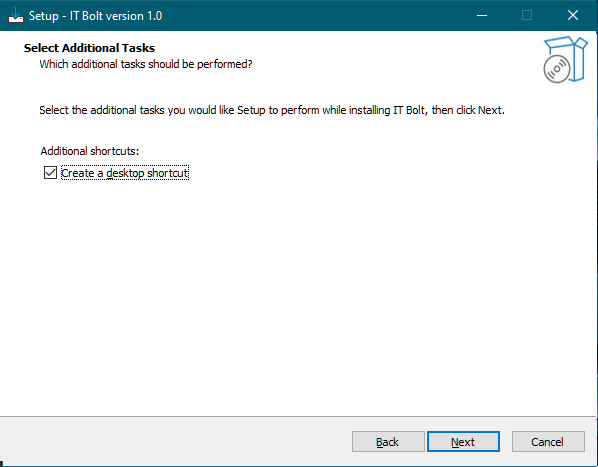 Setup - IT Bolt version 1.0
Select Additional Tasks
Which additional tasks should be performed?
Select the additional tasks you would like Setup to perform while installing IT Bolt, then click Next.
Additional shortcuts:
Create a desktop shortcut
Back Next Cancel